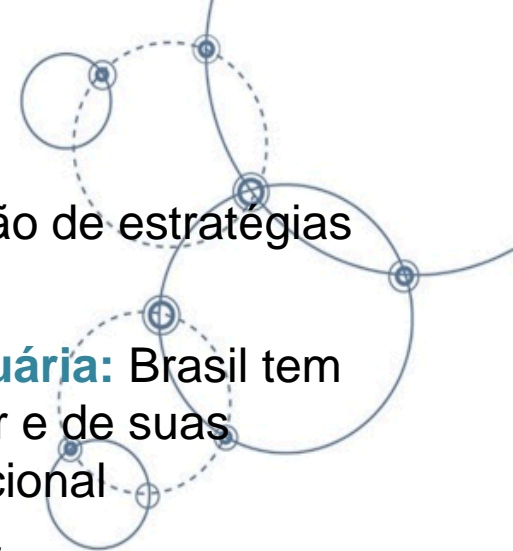 ão de estratégias
uária: Brasil tem
r e de suas
cional